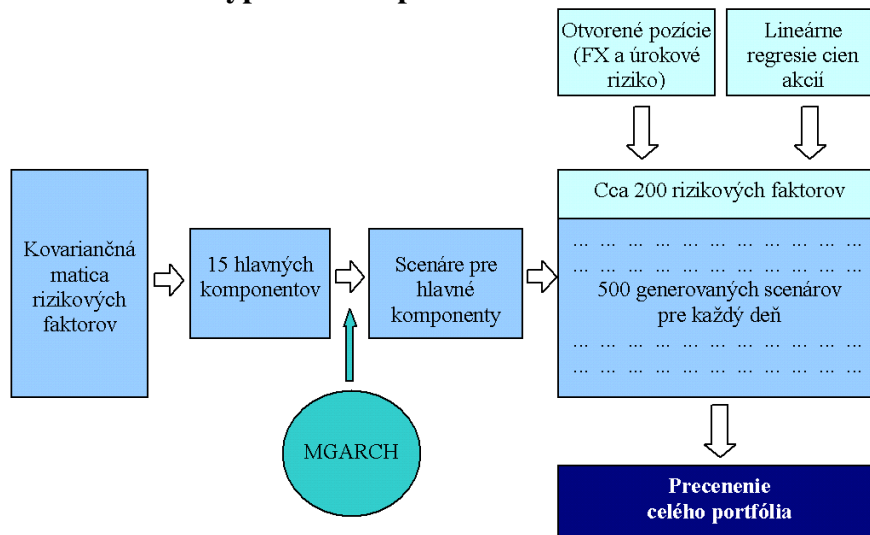 Otvorené pozície
(FX a úrokové
riziko)
Lineárne
regresie cien
akcií
Kovariančná
matica
rizikových
faktorov
15 hlavných
komponentov
Scenáre pre
hlavné
komponenty
Cca 200 rizikových faktorov
... ... ... ... ... ... ... ... ... ...
... ... ... ... ... ... ... ... ... ...
500 generovaných scenárov
pre každý deň
... ... ... ... ... ... ... ... ... ...
... ... ... ... ... ... ... ... ... ...
MGARCH
Precenenie
celého portfólia